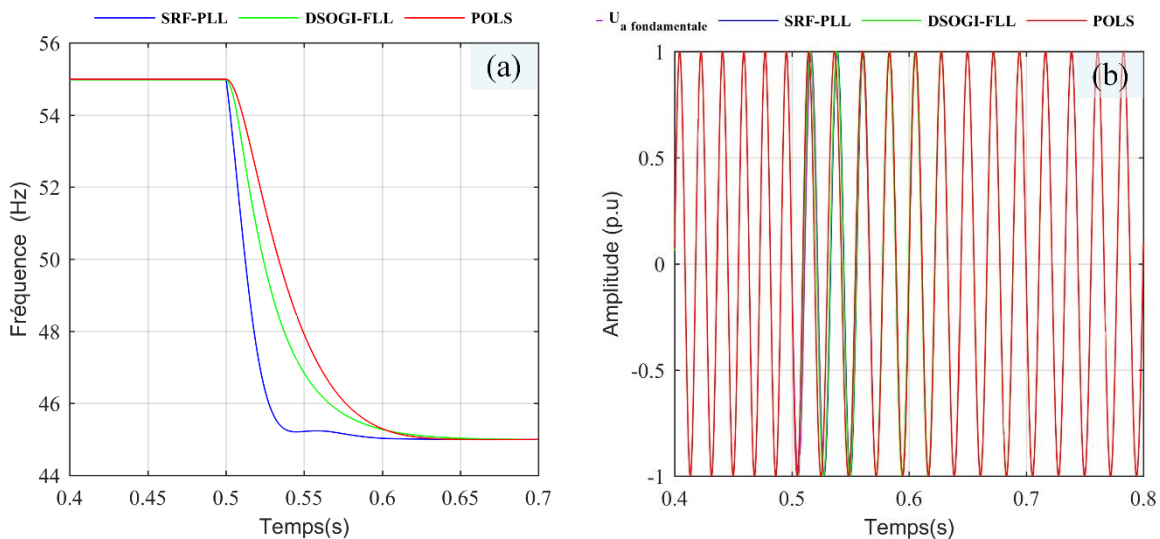 SRF-PLL DSOGI-FLL POLS
(a)
56
54
52
50
48
46
44
0.4 0.45 0.5 0.55 0.6 0.65 0.7
Fréquence (Hz)
Temps(s)
U a fondamentale SRF-PLL DSOGI-FLL POLS
(b)
1
0.5
0
-0.5
-1
0.4 0.5 0.6 0.7 0.8
Amplitude (p.u)
Temps(s)